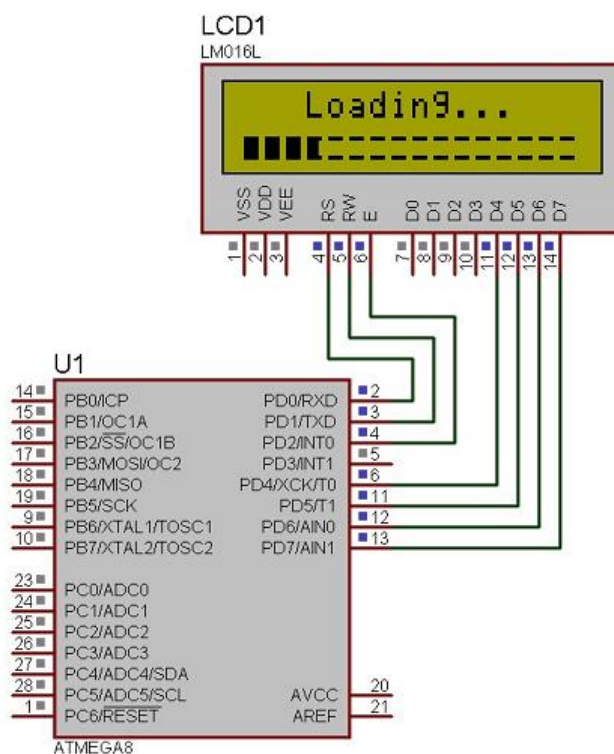 LCD1
LM016L
Loading...
VSS
VDD
VEE
RS
RW
E
D0
D1
D2
D3
D4
D5
D6
D7
1
2
3
4
5
6
7
8
9
10
11
12
13
14
U1
14 PB0/ICP PD0/RXD 2
15 PB1/OC1A PD1/TXD 3
16 PB2/SS/OC1B PD2/INT0 4
17 PB3/MOSI/OC2 PD3/INT1 5
18 PB4/MISO PD4/XCK/T0 6
19 PB5/SCK PD5/T1 11
9 PB6/XTAL1/TOSC1 PD6/AIN0 12
10 PB7/XTAL2/TOSC2 PD7/AIN1 13
23 PC0/ADC0
24 PC1/ADC1
25 PC2/ADC2
26 PC3/ADC3
27 PC4/ADC4/SDA
28 PC5/ADC5/SCL AVCC 20
1 PC6/RESET AREF 21
ATMEGA8